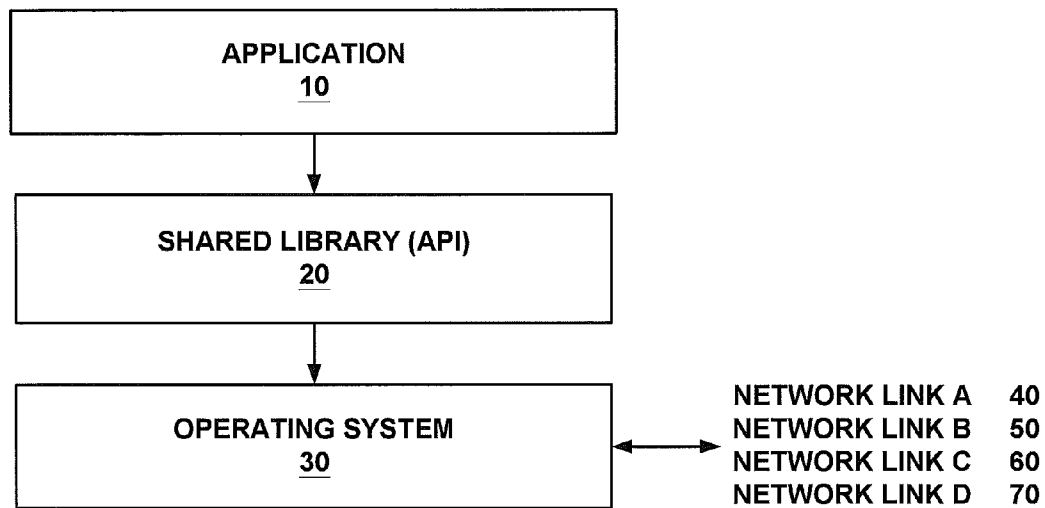 APPLICATION
10
SHARED LIBRARY (API)
20
OPERATING SYSTEM
30
NETWORK LINK A 40
NETWORK LINK B 50
NETWORK LINK C 60
NETWORK LINK D 70